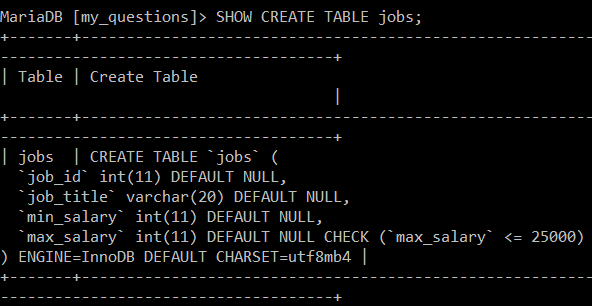 MariaDB [my_questions]> SHOW CREATE TABLE jobs;
+-------+----------------------------------------------------------------
-----------------------------------+
| Table | Create Table
|
+-------+----------------------------------------------------------------
-----------------------------------+
| jobs  | CREATE TABLE `jobs` (
  `job_id` int(11) DEFAULT NULL,
  `job_title` varchar(20) DEFAULT NULL,
  `min_salary` int(11) DEFAULT NULL,
  `max_salary` int(11) DEFAULT NULL CHECK (`max_salary` <= 25000)
) ENGINE=InnoDB DEFAULT CHARSET=utf8mb4 |
+-------+----------------------------------------------------------------
-----------------------------------+